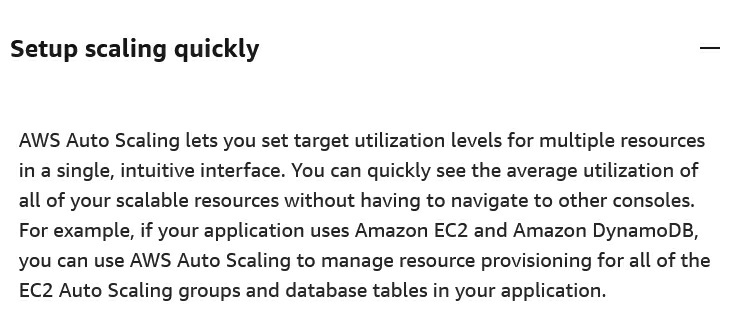 Setup scaling quickly
AWS Auto Scaling lets you set target utilization levels for multiple resources
in a single, intuitive interface. You can quickly see the average utilization of
all of your scalable resources without having to navigate to other consoles.
For example, if your application uses Amazon EC2 and Amazon DynamoDB,
you can use AWS Auto Scaling to manage resource provisioning for all of the
EC2 Auto Scaling groups and database tables in your application.